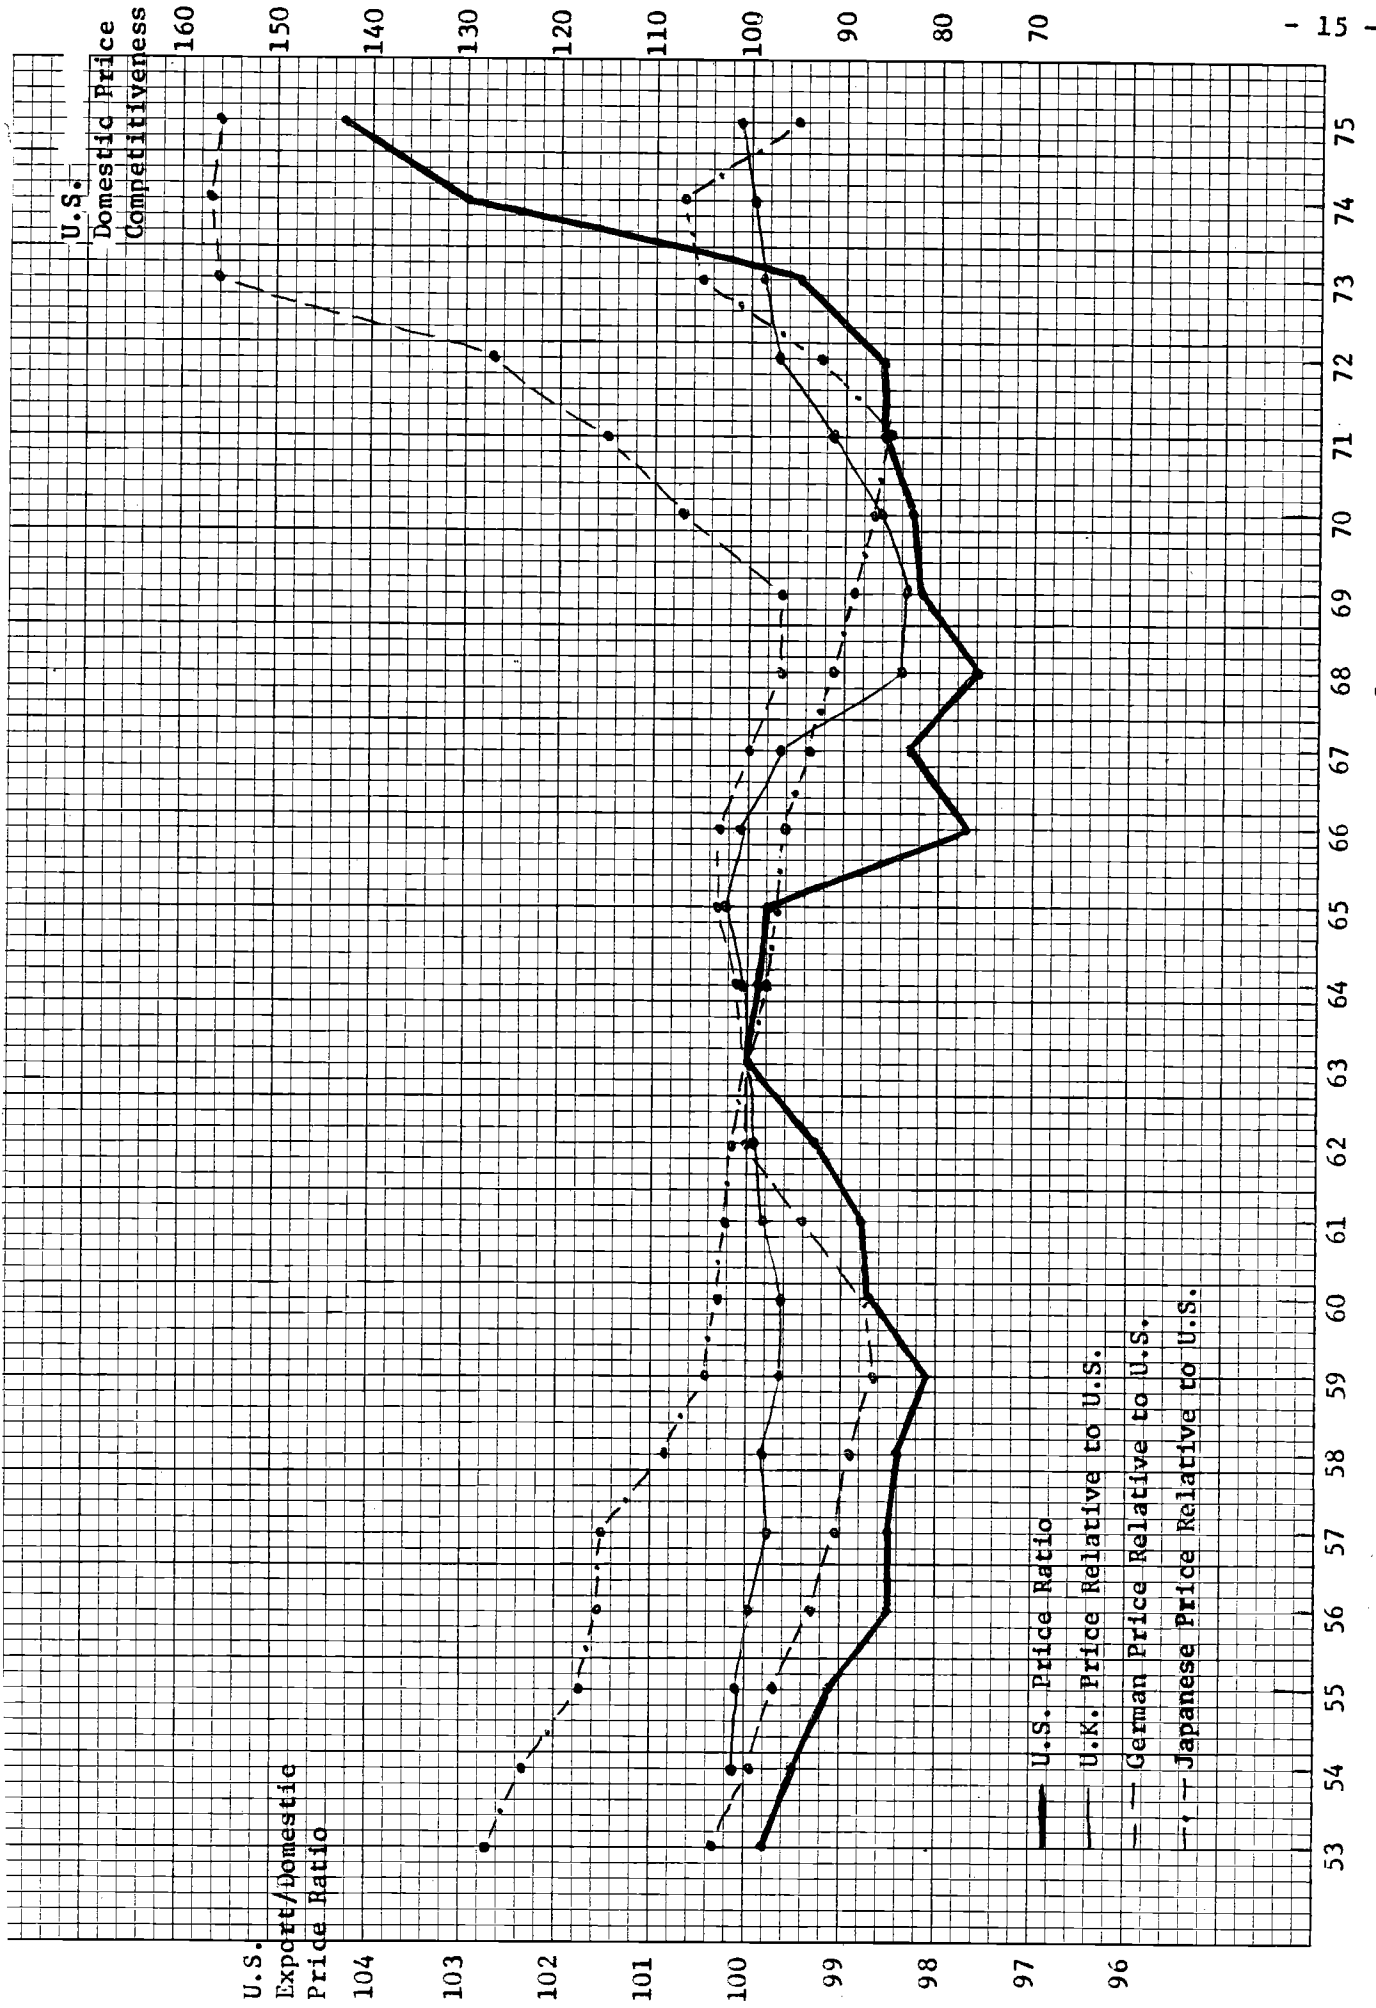 - 15 -
U.S.
Domestic Price
Competitiveness
160
150
140
130
120
110
100
90
80
70
U.S.
Export/Domestic
Price Ratio
104
103
102
101
100
99
98
97
96
U.S. Price Ratio
U.K. Price Relative to U.S.
German Price Relative to U.S.
Japanese Price Relative to U.S.
53 54 55 56 57 58 59 60 61 62 63 64 65 66 67 68 69 70 71 72 73 74 75